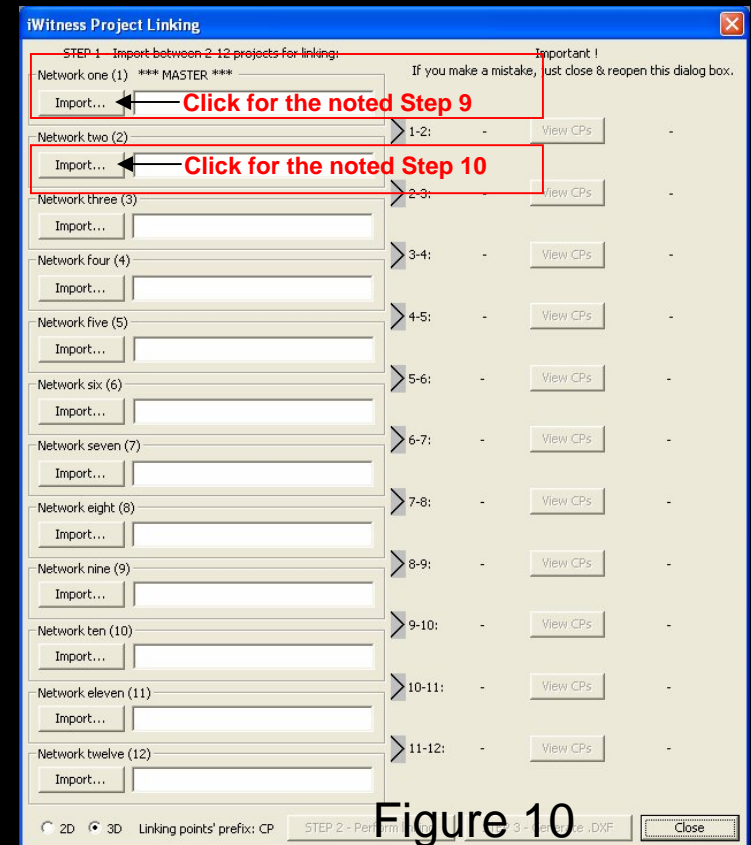 iWitness Project Linking
STEP 1 - Import between 2-12 projects for linking:
Important !
Network one (1) *** MASTER ***
If you make a mistake, just close & reopen this dialog box.
Import... Click for the noted Step 9
Network two (2)
1-2: - View CPs -
Import... Click for the noted Step 10
Network three (3)
2-3: - View CPs -
Import...
Network four (4)
3-4: - View CPs -
Import...
Network five (5)
4-5: - View CPs -
Import...
Network six (6)
5-6: - View CPs -
Import...
Network seven (7)
6-7: - View CPs -
Import...
Network eight (8)
7-8: - View CPs -
Import...
Network nine (9)
8-9: - View CPs -
Import...
Network ten (10)
9-10: - View CPs -
Import...
Network eleven (11)
10-11: - View CPs -
Import...
Network twelve (12)
11-12: - View CPs -
Import...
2D 3D Linking points' prefix: CP STEP 2 - Perform STEP 3 - Generate .DXF Close
Figure 10